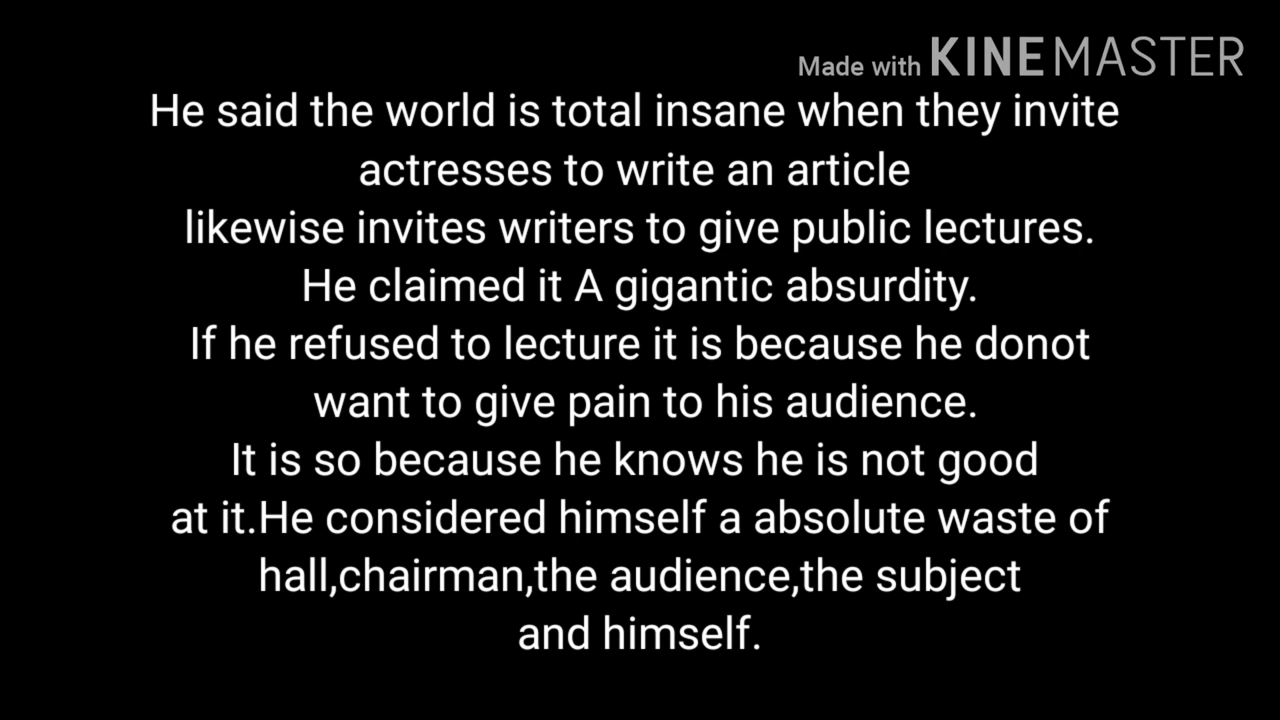 Made with KINEMASTER
He said the world is total insane when they invite
actresses to write an article
likewise invites writers to give public lectures.
He claimed it A gigantic absurdity.
If he refused to lecture it is because he donot
want to give pain to his audience.
It is so because he knows he is not good
at it.He considered himself a absolute waste of
hall,chairman,the audience,the subject
and himself.